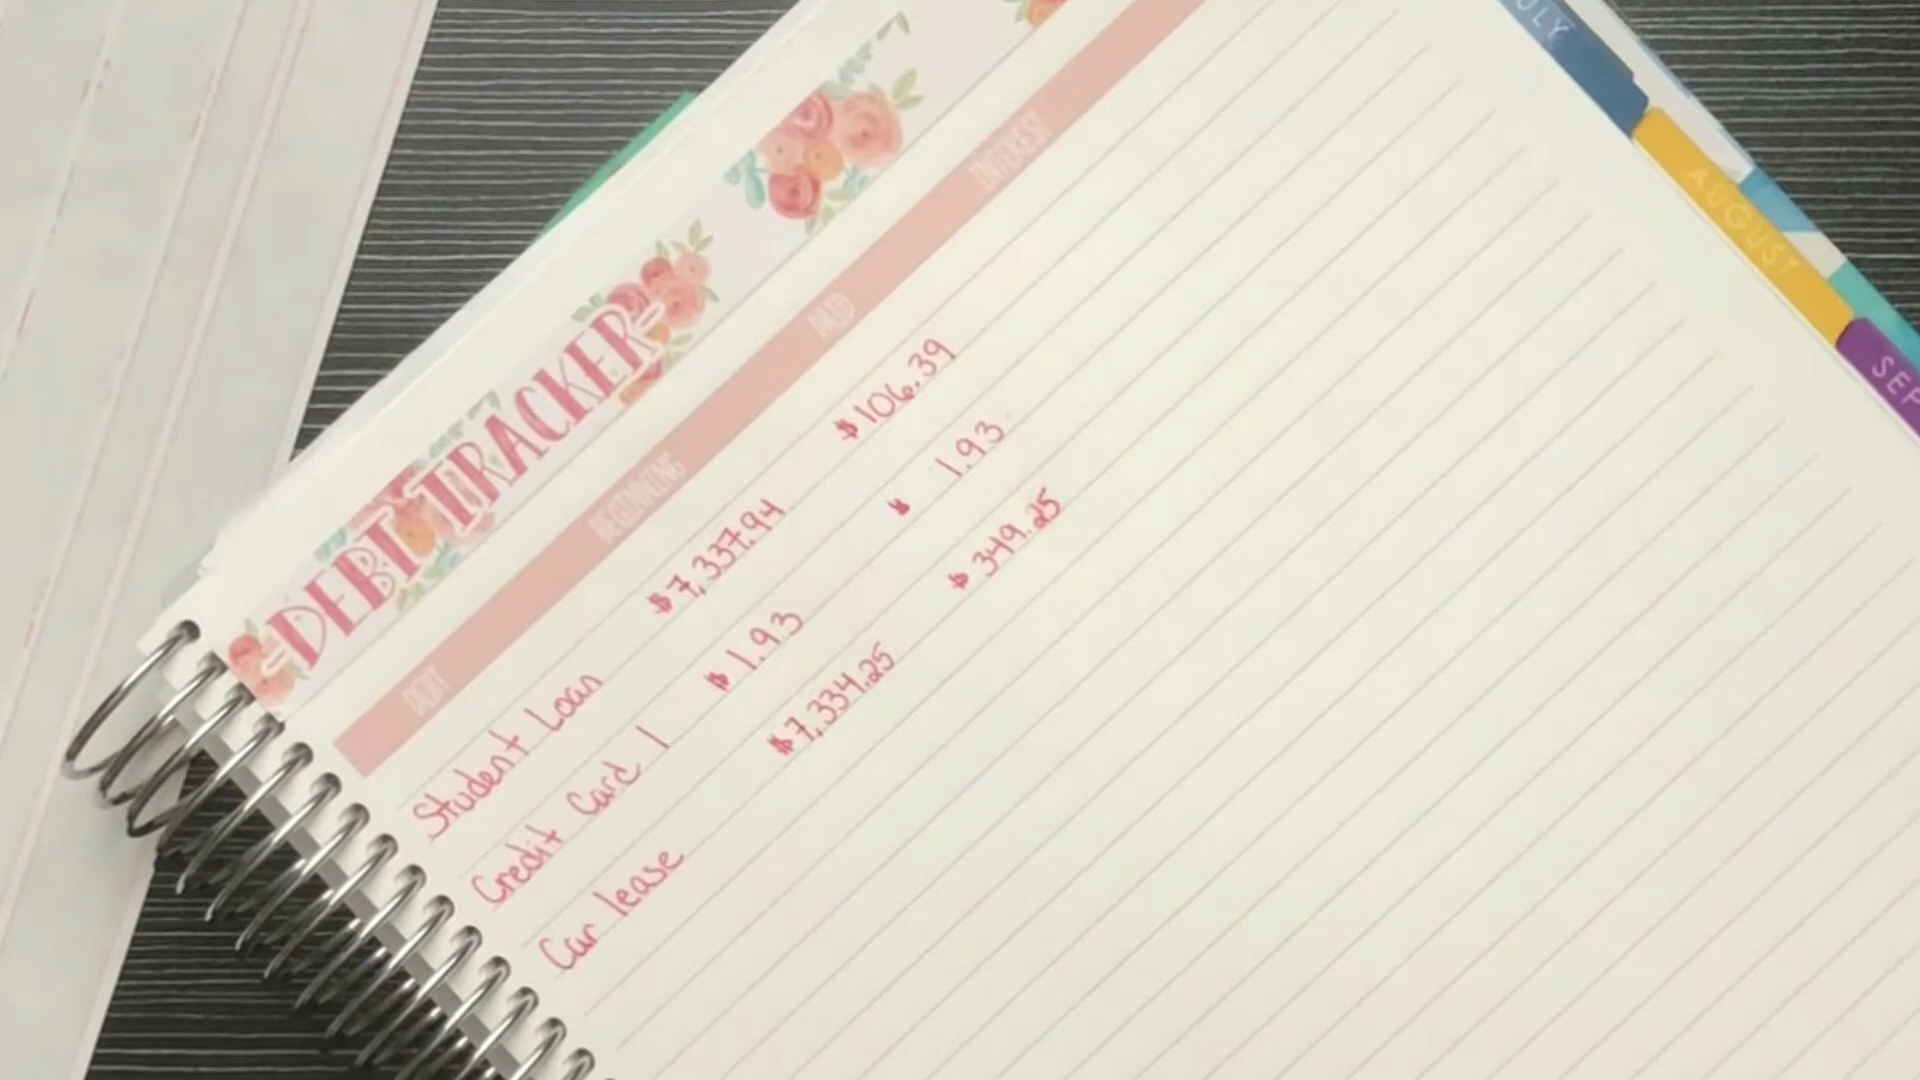 -DEBT TRACKER-
DEBT BEGINNING PAID INTEREST
Student Loan $7,337.94 $106.39
Credit Card 1 $1.93 $ 1.93
Car lease $7,334.25 $349.25
ULY
AUGUST
SEP